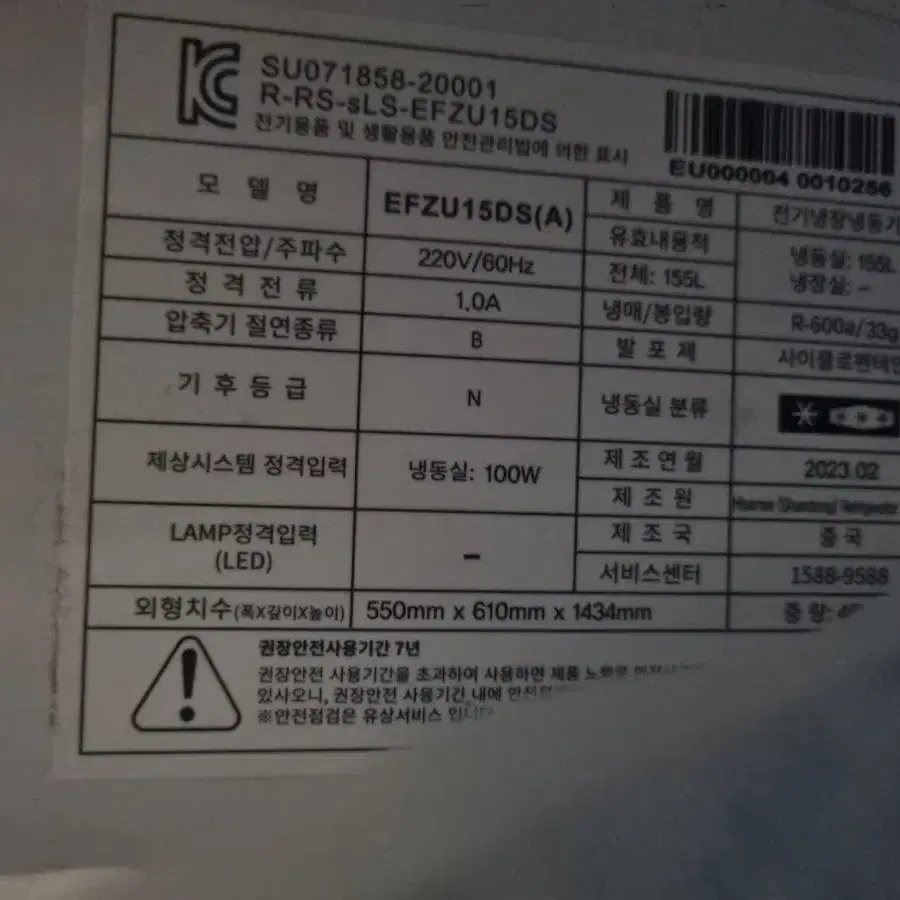 KC
SU071858-20001
R-RS-sLS-EFZU15DS
전기용품 및 생활용품 안전관리법에 의한 표시
EU000004 0010256
모 델 명
EFZU15DS(A)
제 품 명
전기냉장냉동기
정격전압/주파수
220V/60Hz
유효내용적
전체: 155L
냉동실: 155L
냉장실: -
정 격 전 류
1.0A
냉매/봉입량
R-600a/33g
압축기 절연종류
B
발 포 제
사이클로펜테인
기 후 등 급
N
냉동실 분류
제상시스템 정격입력
냉동실: 100W
제 조 연 월
2023.02
제 조 원
LAMP정격입력
(LED)
-
제 조 국
중 국
서비스센터
1588-9588
외형치수(폭X깊이X높이)
550mm x 610mm x 1434mm
중 량:
권장안전사용기간 7년
권장안전 사용기간을 초과하여 사용하면 제품
있사오니, 권장안전 사용기간 내에
※안전점검은 유상서비스